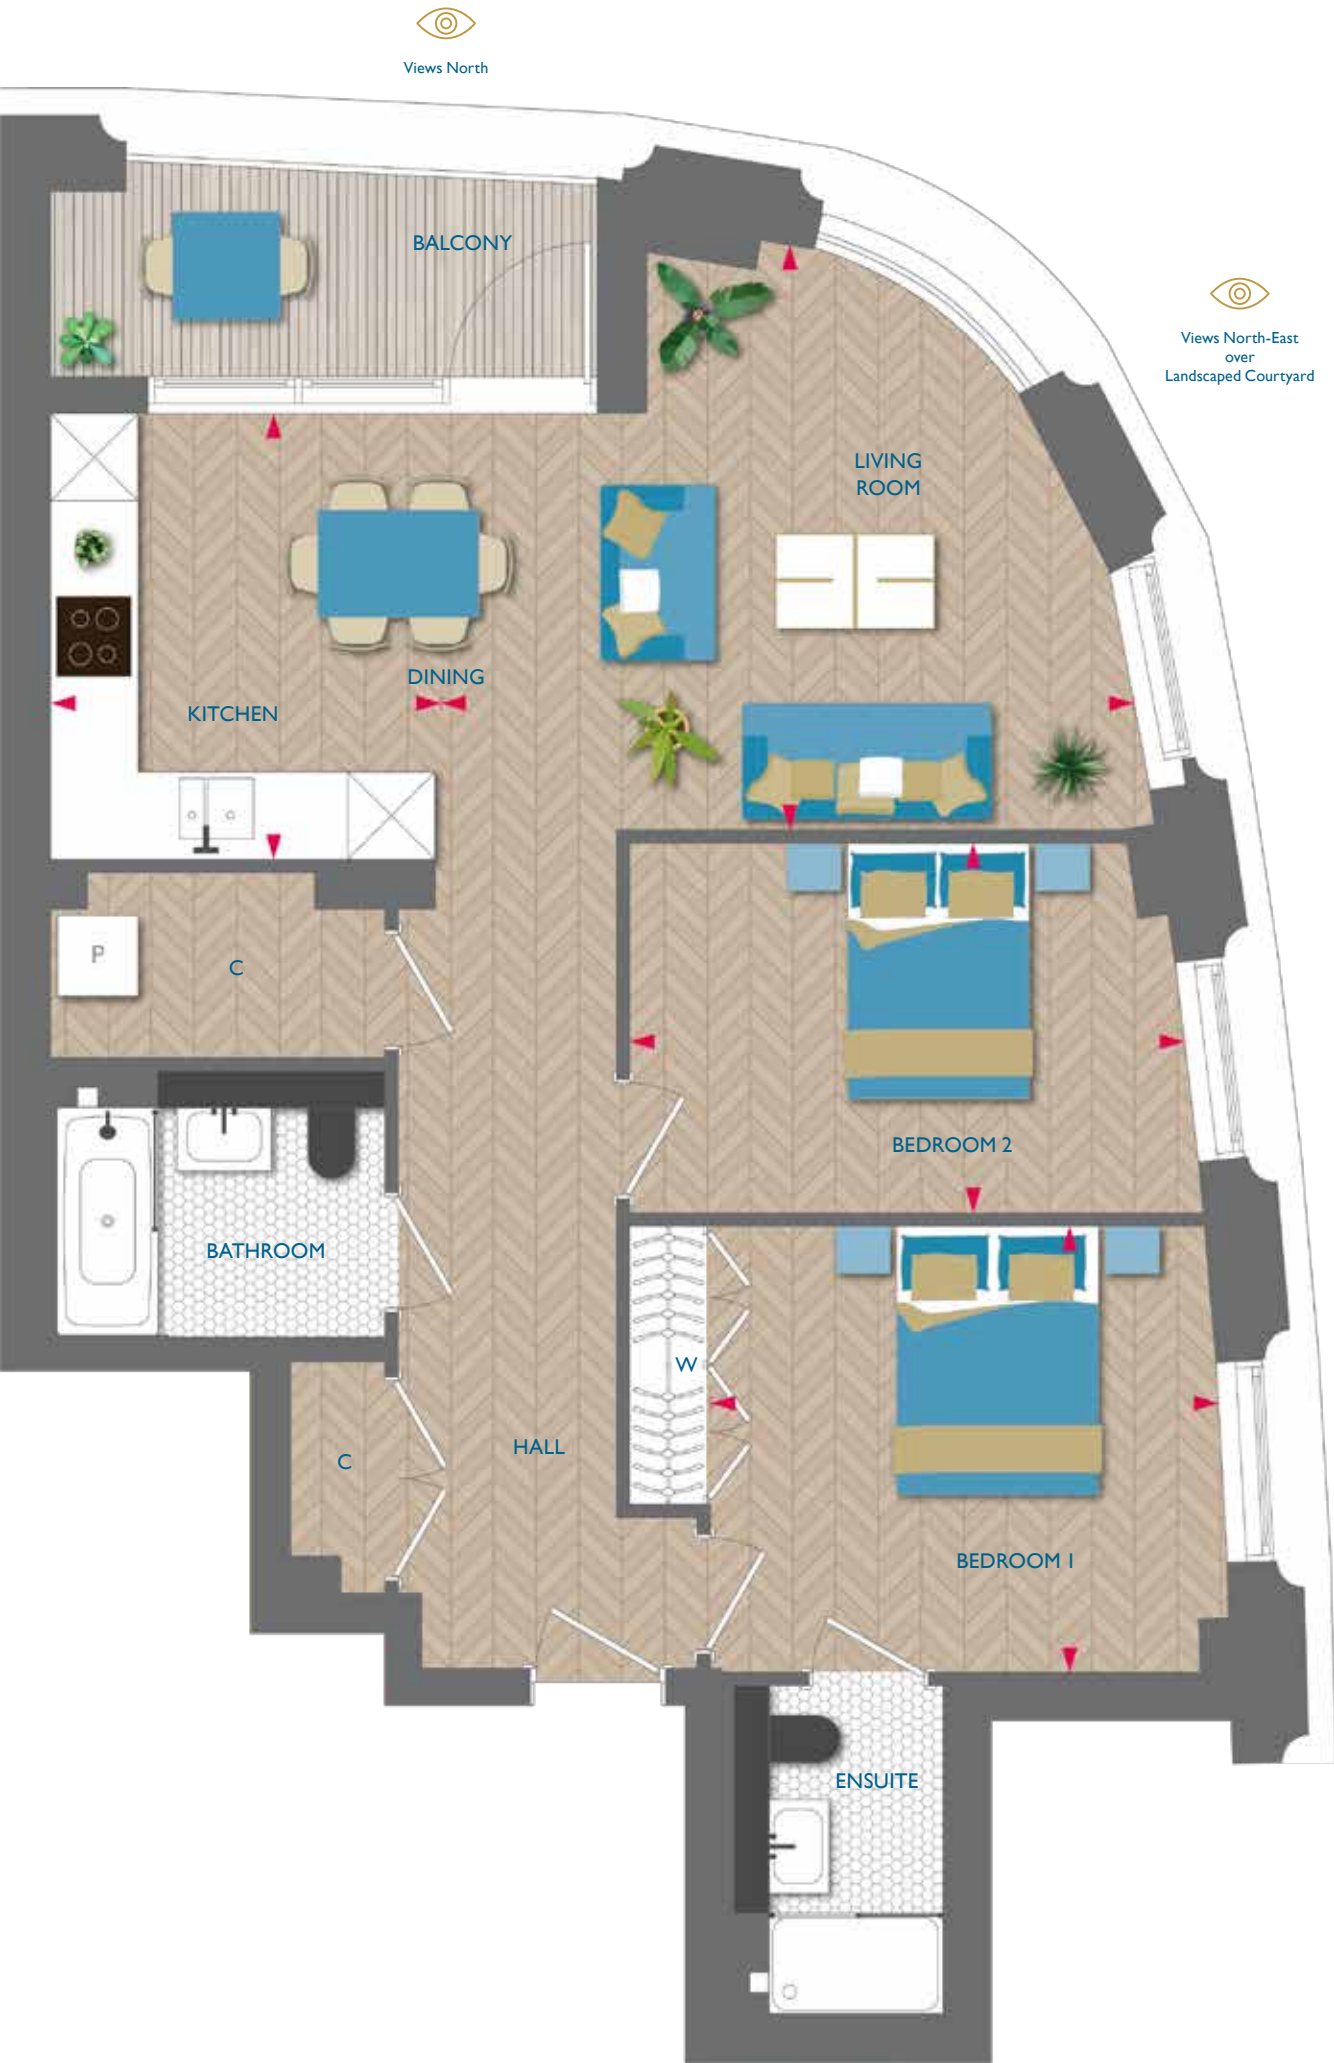 Views North
BALCONY
Views North-East
over
Landscaped Courtyard
LIVING
ROOM
DINING
KITCHEN
P
C
BEDROOM 2
BATHROOM
W
HALL
C
BEDROOM 1
ENSUITE